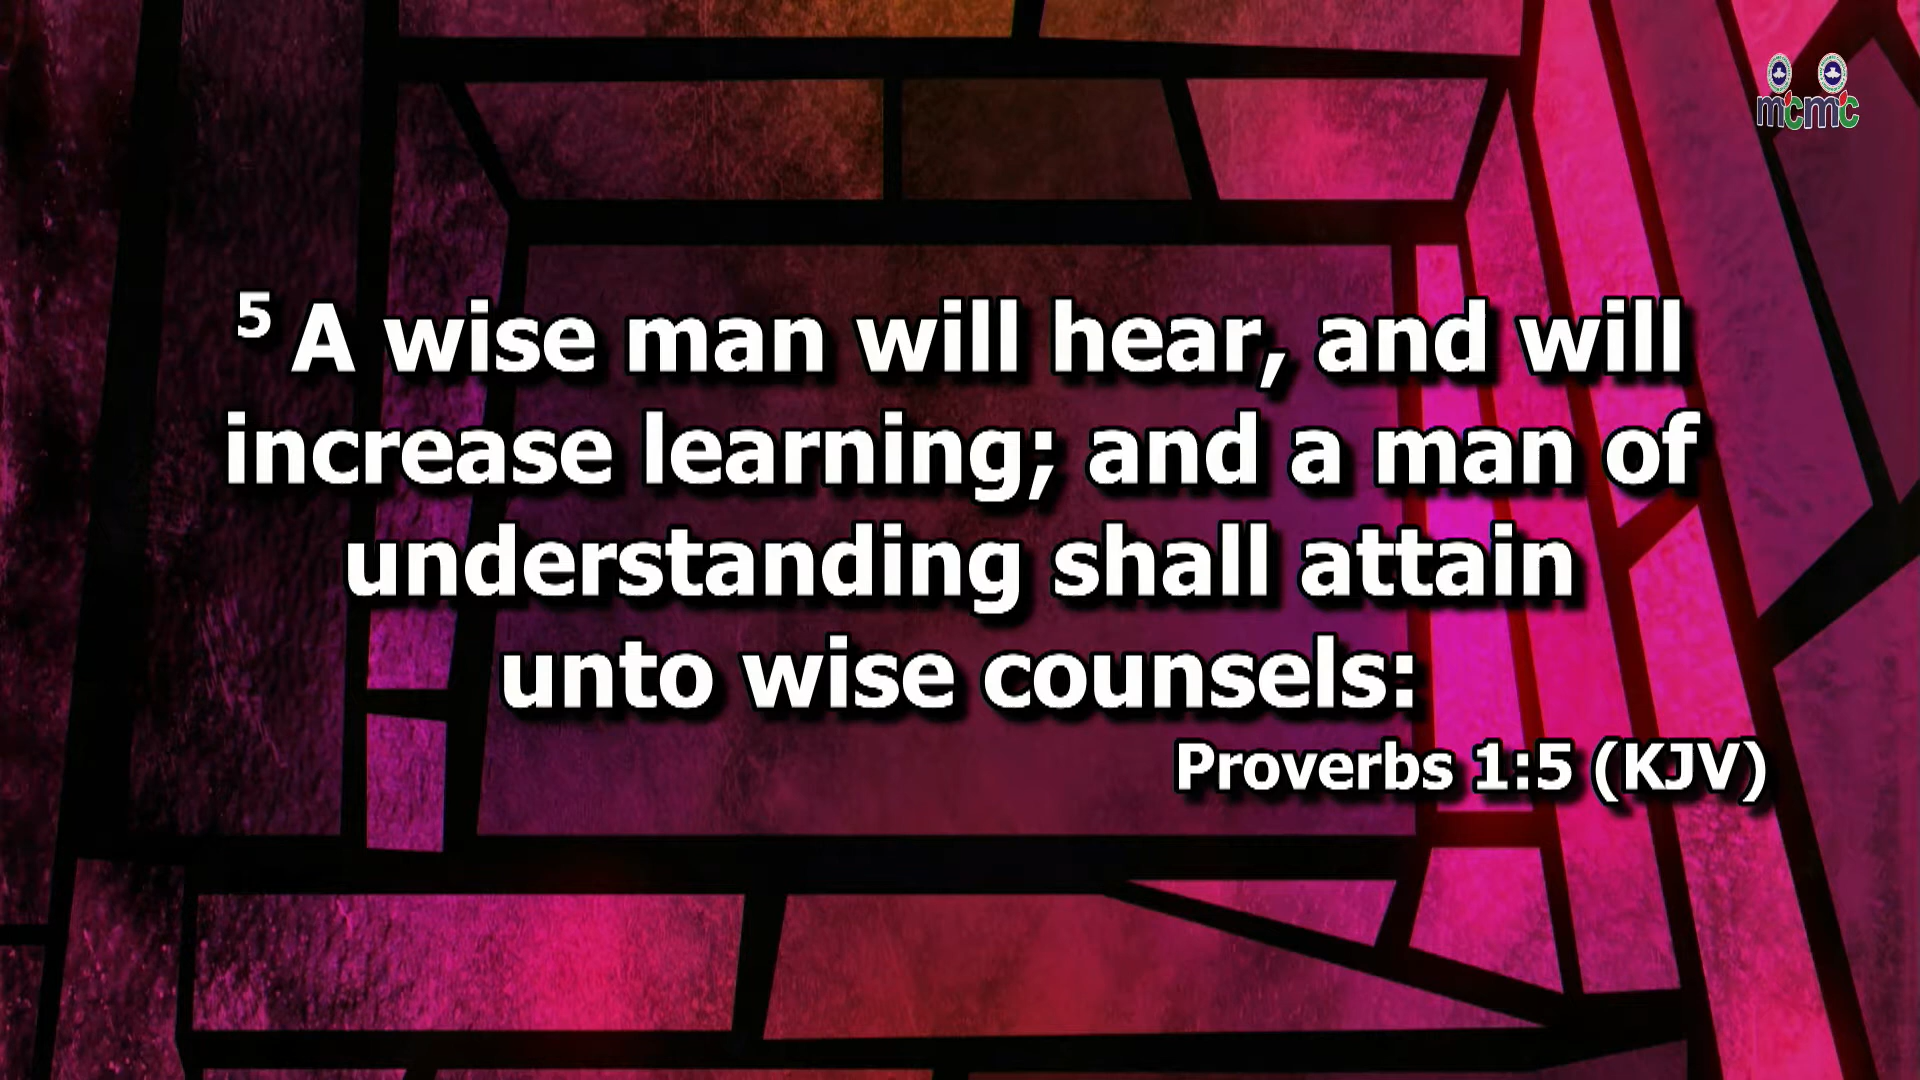 mcmc
5 A wise man will hear, and will
increase learning; and a man of
understanding shall attain
unto wise counsels:
Proverbs 1:5 (KJV)